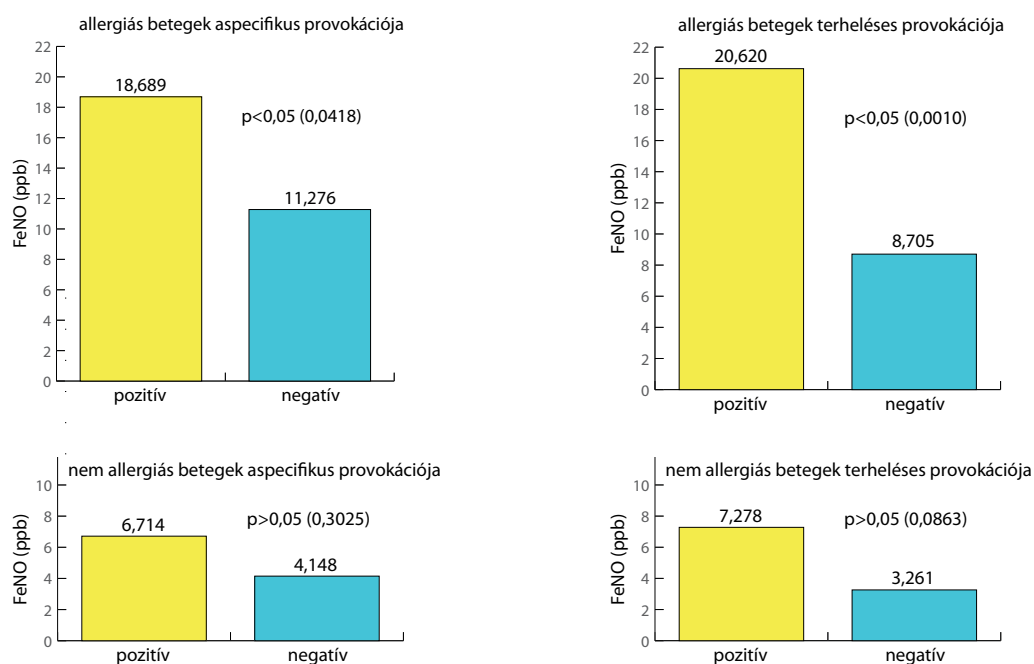 allergiás betegek aspecifikus provokációja
22
20
18
16
14
12
10
8
6
4
2
0
FeNO (ppb)
18,689
p<0,05 (0,0418)
11,276
pozitív negatív
allergiás betegek terheléses provokációja
22
20
18
16
14
12
10
8
6
4
2
0
FeNO (ppb)
20,620
p<0,05 (0,0010)
8,705
pozitív negatív
nem allergiás betegek aspecifikus provokációja
10
8
6
4
2
0
FeNO (ppb)
6,714
p>0,05 (0,3025)
4,148
pozitív negatív
nem allergiás betegek terheléses provokációja
10
8
6
4
2
0
FeNO (ppb)
7,278
p>0,05 (0,0863)
3,261
pozitív negatív